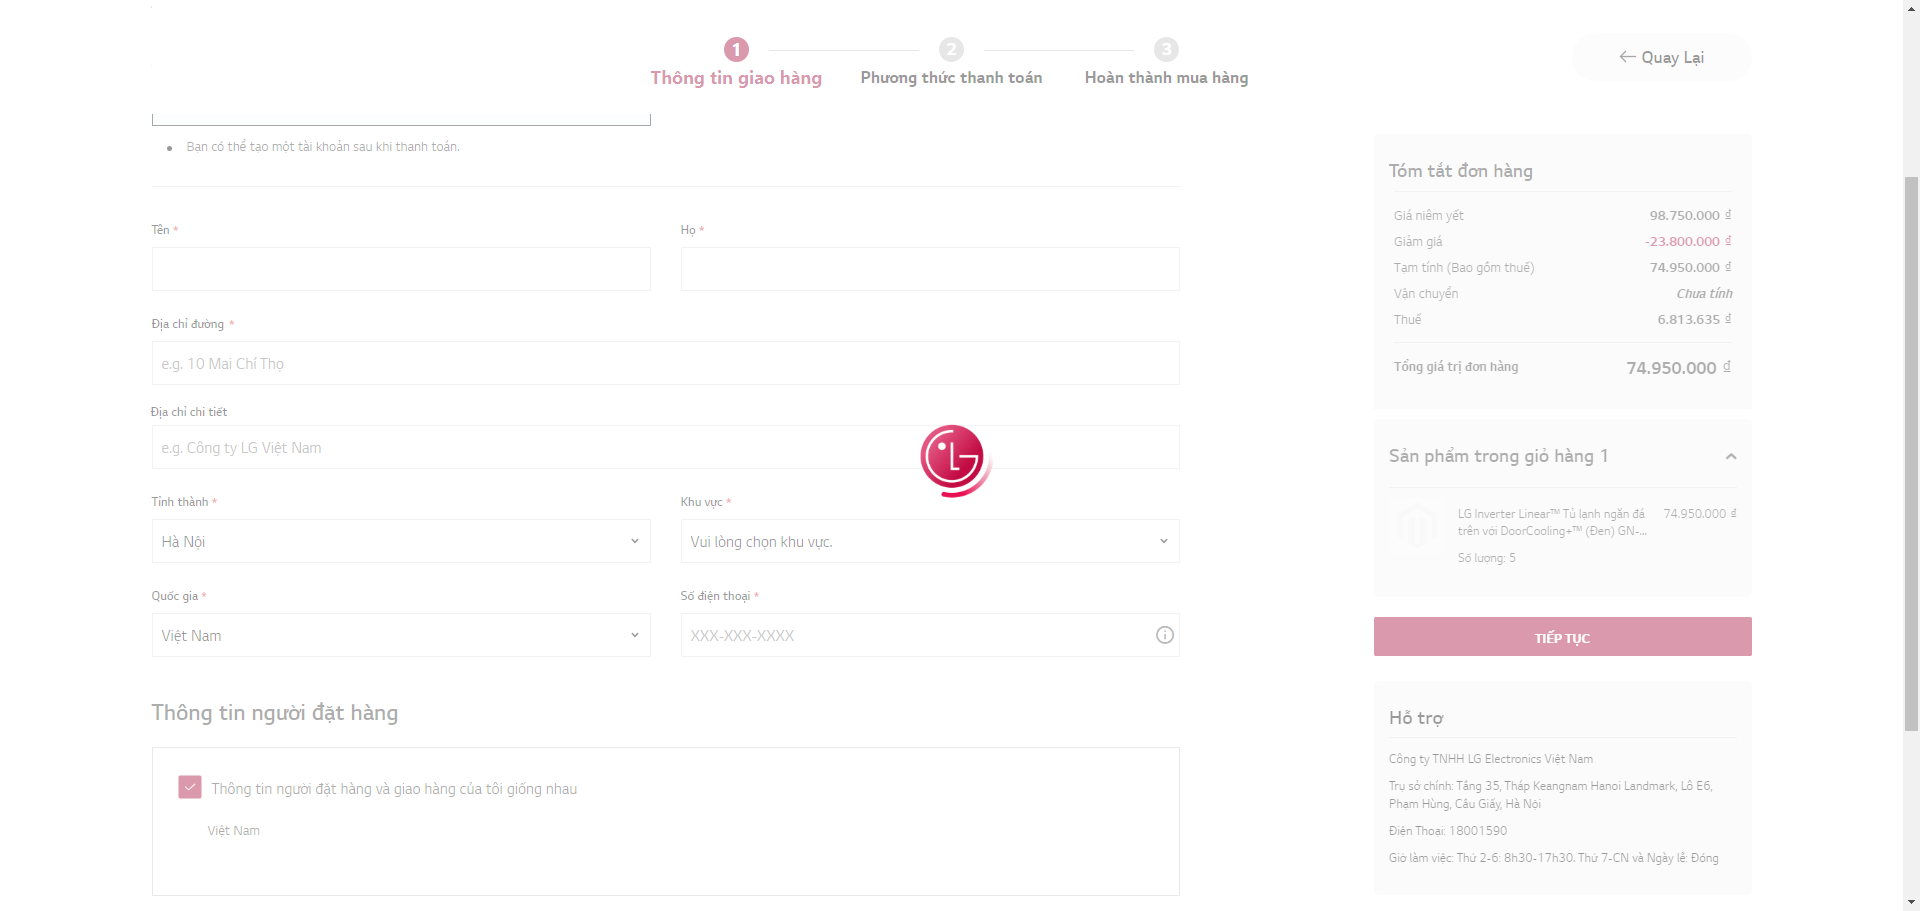 1
2
3
Thông tin giao hàng
Phương thức thanh toán
Hoàn thành mua hàng
Quay Lại
Bạn có thể tạo một tài khoản sau khi thanh toán.
Tên *
Họ *
Địa chỉ đường *
e.g. 10 Mai Chí Thọ
Địa chỉ chi tiết
e.g. Công ty LG Việt Nam
Tỉnh thành *
Khu vực *
Hà Nội
Vui lòng chọn khu vực.
Quốc gia *
Số điện thoại *
Việt Nam
XXX-XXX-XXXX
Thông tin người đặt hàng
Thông tin người đặt hàng và giao hàng của tôi giống nhau
Việt Nam
LG
Tóm tắt đơn hàng
Giá niêm yết 98.750.000 ₫
Giảm giá -23.800.000 ₫
Tạm tính (Bao gồm thuế) 74.950.000 ₫
Vận chuyển Chưa tính
Thuế 6.813.635 ₫
Tổng giá trị đơn hàng 74.950.000 ₫
Sản phẩm trong giỏ hàng 1
LG Inverter Linear™ Tủ lạnh ngăn đá 74.950.000 ₫
trên với DoorCooling+™ (Đen) GN-...
Số lượng: 5
TIẾP TỤC
Hỗ trợ
Công ty TNHH LG Electronics Việt Nam
Trụ sở chính: Tầng 35, Tháp Keangnam Hanoi Landmark, Lô E6,
Phạm Hùng, Cầu Giấy, Hà Nội
Điện Thoại: 18001590
Giờ làm việc: Thứ 2-6: 8h30-17h30. Thứ 7-CN và Ngày lễ: Đóng